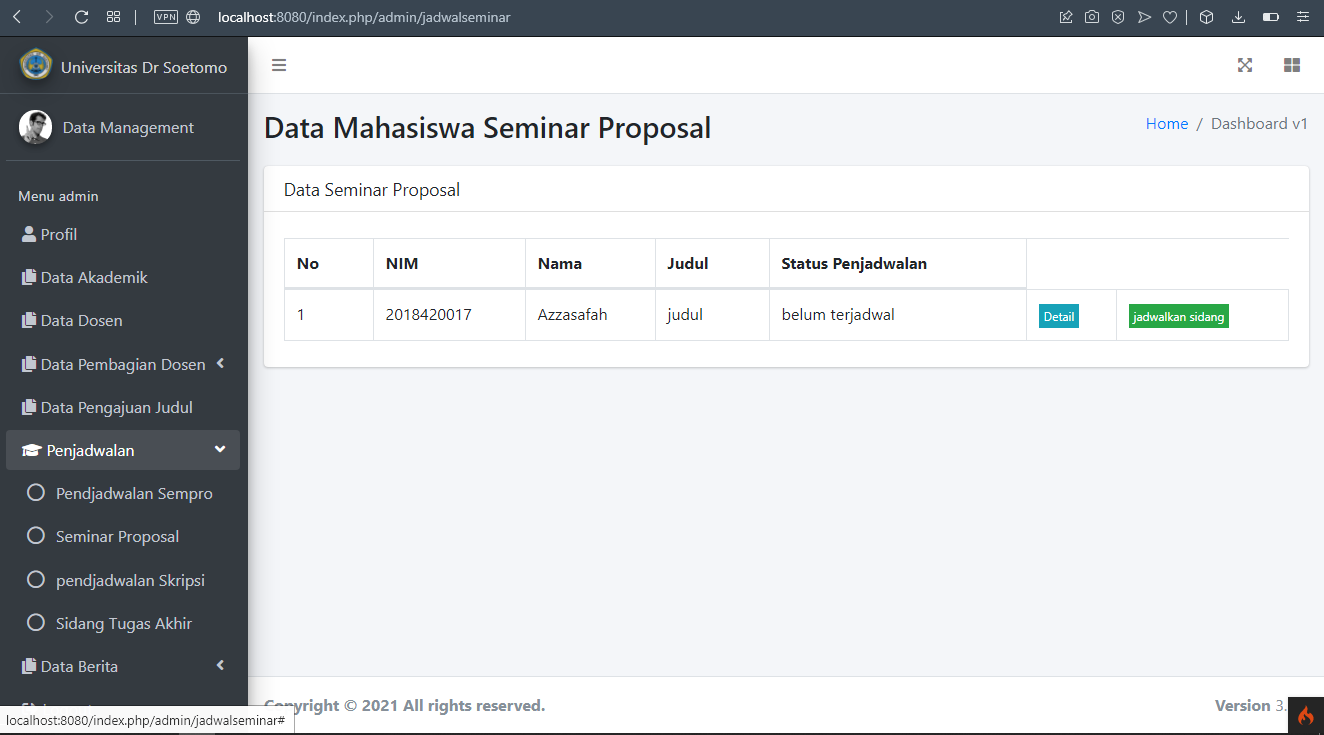 VPN
localhost:8080/index.php/admin/jadwalseminar
Universitas Dr Soetomo
Data Management
Menu admin
Profil
Data Akademik
Data Dosen
Data Pembagian Dosen
Data Pengajuan Judul
Penjadwalan
Pendjadwalan Sempro
Seminar Proposal
pendjadwalan Skripsi
Sidang Tugas Akhir
Data Berita
localhost:8080/index.php/admin/jadwalseminar#
Data Mahasiswa Seminar Proposal
Home / Dashboard v1
Data Seminar Proposal
No NIM Nama Judul Status Penjadwalan
1 2018420017 Azzasafah judul belum terjadwal Detail jadwalkan sidang
Copyright © 2021 All rights reserved.
Version 3.